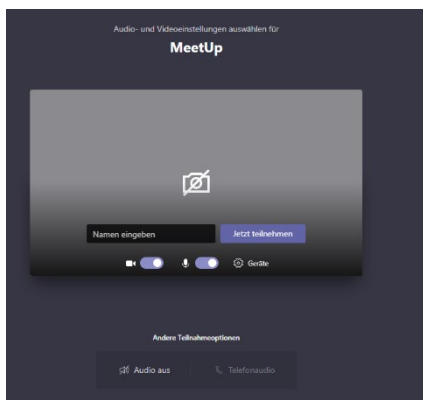 Audio- und Videoeinstellungen auswählen für
MeetUp
Namen eingeben
Jetzt teilnehmen
Geräte
Andere Teilnahmeoptionen
Audio aus
Telefonaudio